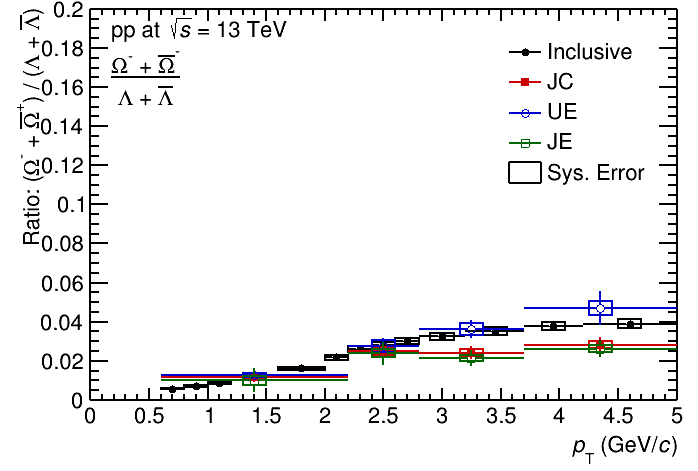 pp at √s = 13 TeV
Ω⁻ + Ω̅⁻
Λ + Λ̅
Inclusive
JC
UE
JE
Sys. Error
Ratio: (Ω⁻ + Ω̅⁺) / (Λ + Λ̅)
0.2
0.18
0.16
0.14
0.12
0.1
0.08
0.06
0.04
0.02
0
0 0.5 1 1.5 2 2.5 3 3.5 4 4.5 5
p_T (GeV/c)